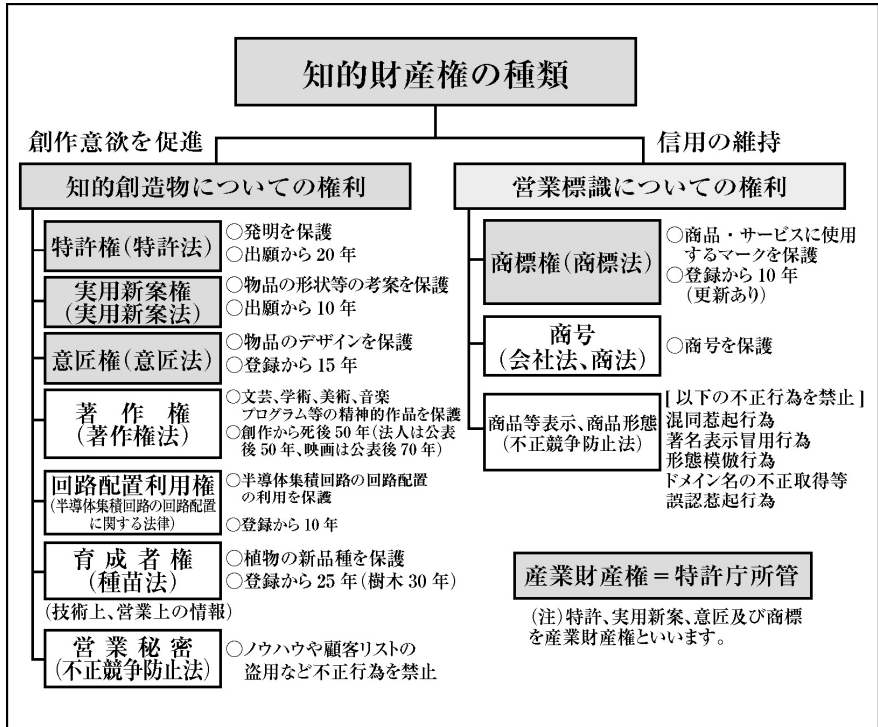 知的財産権の種類
創作意欲を促進
知的創造物についての権利
特許権(特許法)
○発明を保護
○出願から20年
実用新案権
(実用新案法)
○物品の形状等の考案を保護
○出願から10年
意匠権(意匠法)
○物品のデザインを保護
○登録から15年
著作権
(著作権法)
○文芸、学術、美術、音楽
プログラム等の精神的作品を保護
○創作から死後50年(法人は公表
後50年、映画は公表後70年)
回路配置利用権
(半導体集積回路の回路配置
に関する法律)
○半導体集積回路の回路配置
の利用を保護
○登録から10年
育成者権
(種苗法)
○植物の新品種を保護
○登録から25年(樹木30年)
(技術上、営業上の情報)
営業秘密
(不正競争防止法)
○ノウハウや顧客リストの
盗用など不正行為を禁止
信用の維持
営業標識についての権利
商標権(商標法)
○商品・サービスに使用
するマークを保護
○登録から10年
(更新あり)
商号
(会社法、商法)
○商号を保護
商品等表示、商品形態
(不正競争防止法)
[以下の不正行為を禁止]
混同惹起行為
著名表示冒用行為
形態模倣行為
ドメイン名の不正取得等
誤認惹起行為
産業財産権=特許庁所管
(注)特許、実用新案、意匠及び商標
を産業財産権といいます。